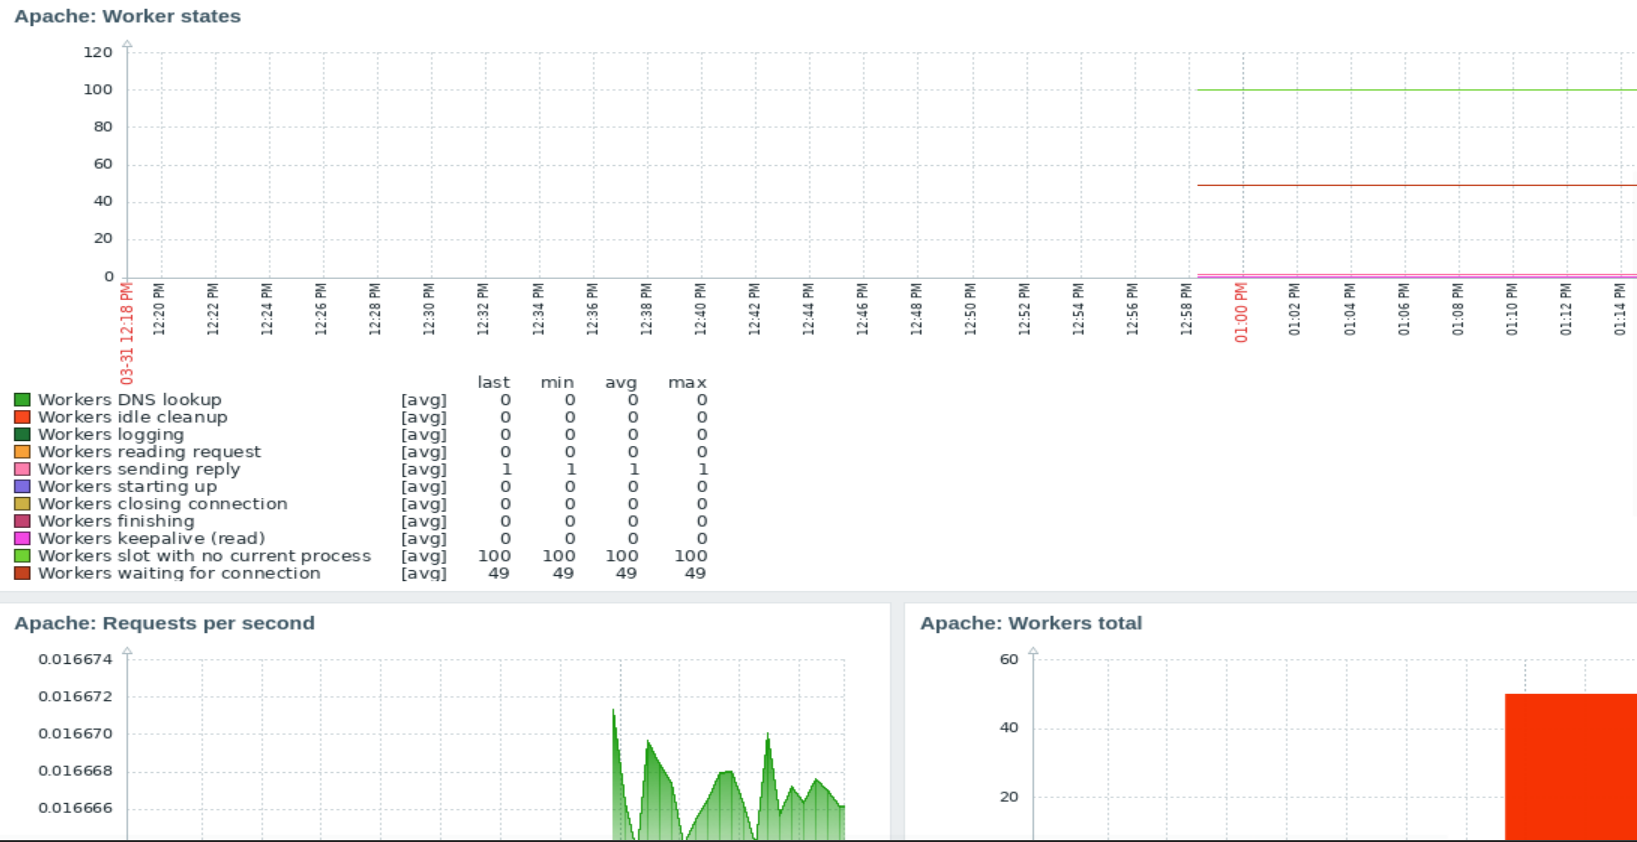 Apache: Worker states
120
100
80
60
40
20
0
03-31 12:18 PM
12:20 PM
12:22 PM
12:24 PM
12:26 PM
12:28 PM
12:30 PM
12:32 PM
12:34 PM
12:36 PM
12:38 PM
12:40 PM
12:42 PM
12:44 PM
12:46 PM
12:48 PM
12:50 PM
12:52 PM
12:54 PM
12:56 PM
12:58 PM
01:00 PM
01:02 PM
01:04 PM
01:06 PM
01:08 PM
01:10 PM
01:12 PM
01:14 PM
last min avg max
Workers DNS lookup [avg] 0 0 0 0
Workers idle cleanup [avg] 0 0 0 0
Workers logging [avg] 0 0 0 0
Workers reading request [avg] 0 0 0 0
Workers sending reply [avg] 1 1 1 1
Workers starting up [avg] 0 0 0 0
Workers closing connection [avg] 0 0 0 0
Workers finishing [avg] 0 0 0 0
Workers keepalive (read) [avg] 0 0 0 0
Workers slot with no current process [avg] 100 100 100 100
Workers waiting for connection [avg] 49 49 49 49
Apache: Requests per second
0.016674
0.016672
0.016670
0.016668
0.016666
Apache: Workers total
60
40
20